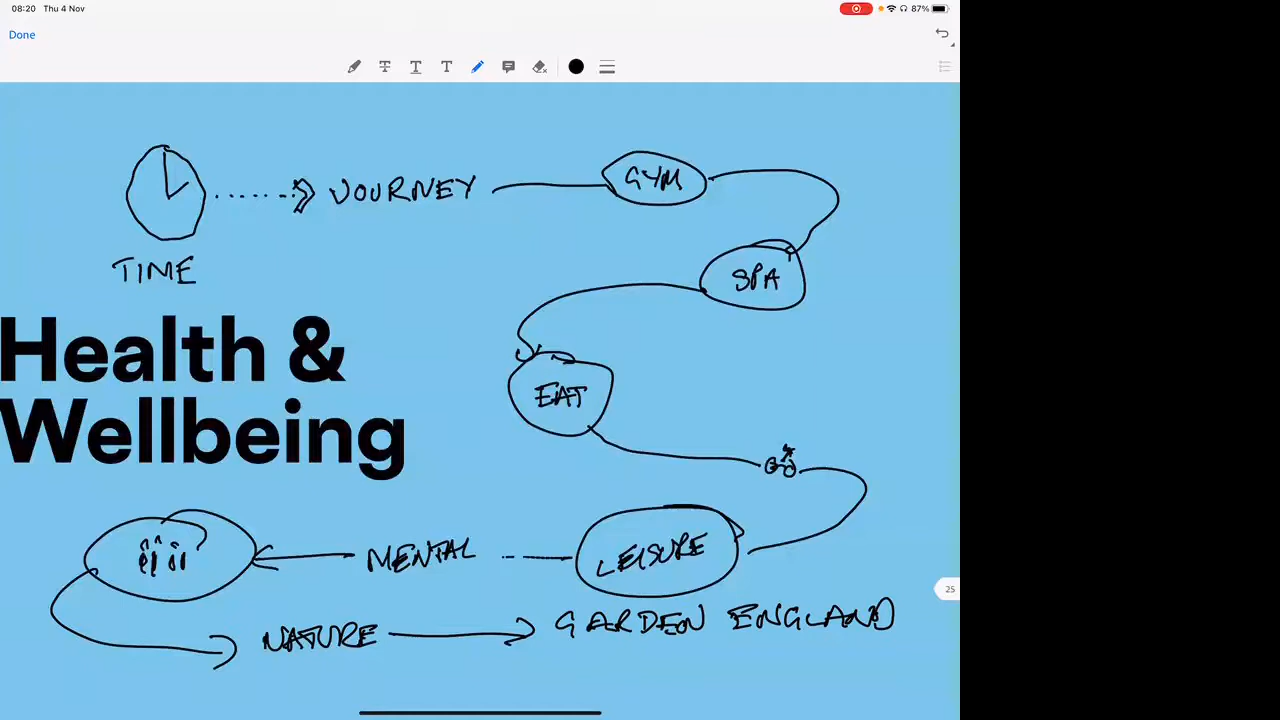 08:20 Thu 4 Nov 87%
Done
JOURNEY
GYM
TIME
SPA
Health &
Wellbeing
EAT
MENTAL
LEISURE
25
NATURE
GARDEN ENGLAND